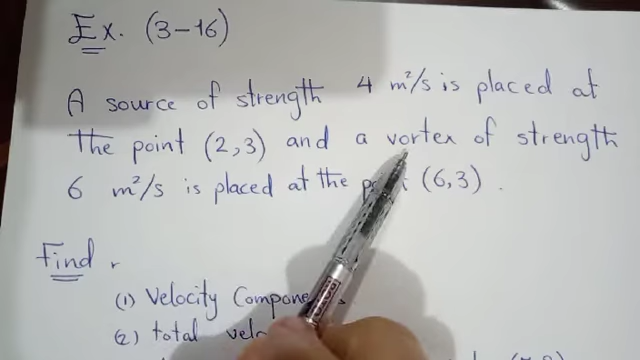 Ex. (3-16)
A source of strength 4 m²/s is placed at
the point (2,3) and a vortex of strength
6 m²/s is placed at the (6,3).
Find
(1) Velocity
(2) total